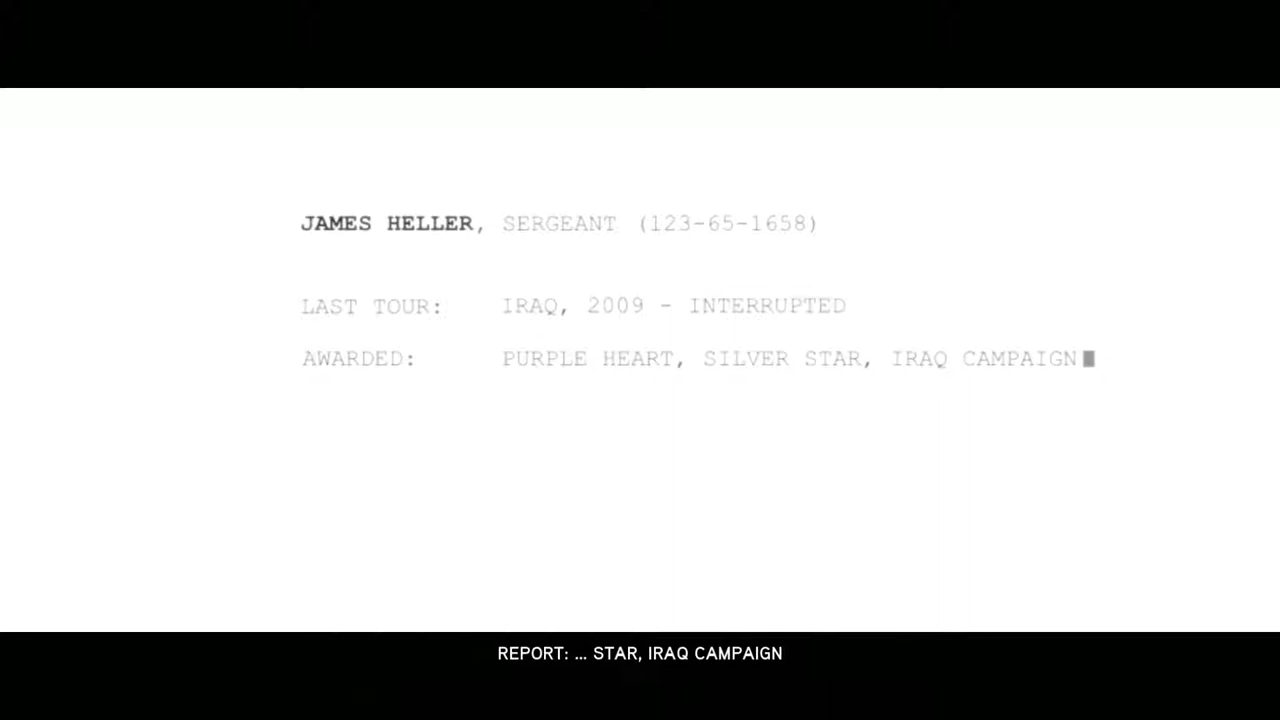 JAMES HELLER, SERGEANT (123-65-1658)
LAST TOUR: IRAQ, 2009 - INTERRUPTED
AWARDED: PURPLE HEART, SILVER STAR, IRAQ CAMPAIGN
REPORT: ... STAR, IRAQ CAMPAIGN